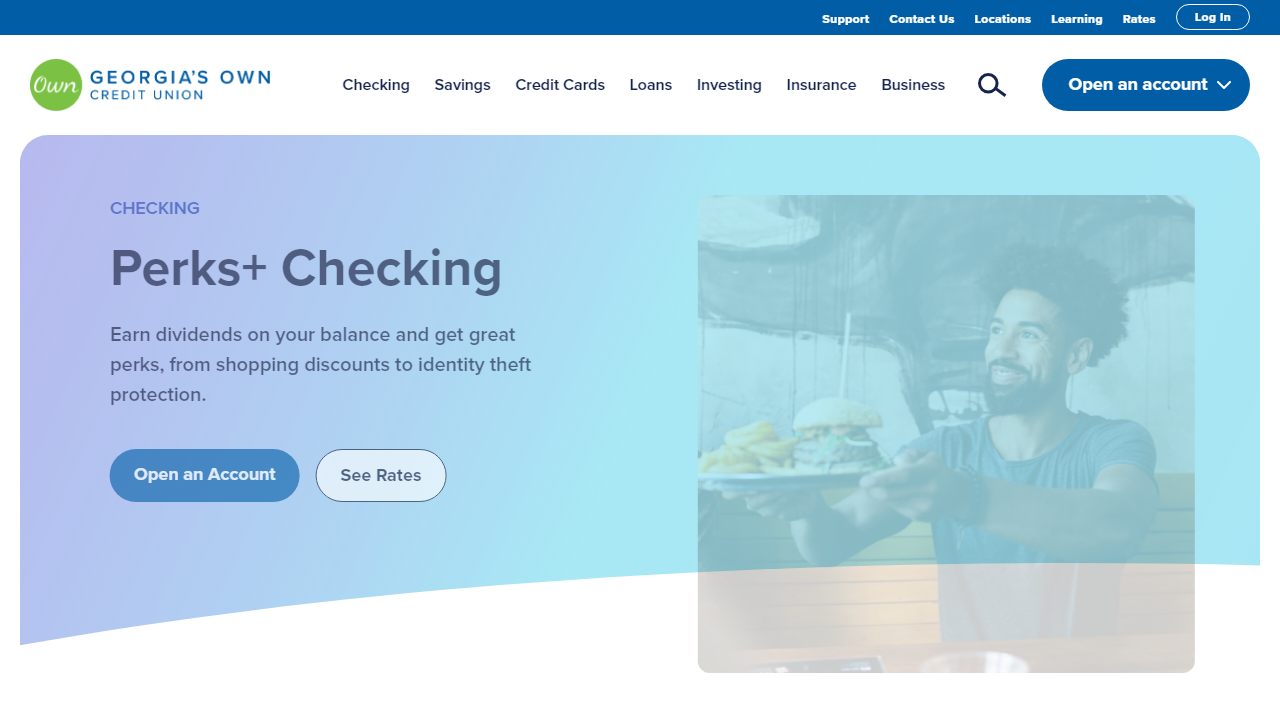 Support Contact Us Locations Learning Rates Log In
Own GEORGIA'S OWN
CREDIT UNION
Checking Savings Credit Cards Loans Investing Insurance Business
Open an account
CHECKING
Perks+ Checking
Earn dividends on your balance and get great
perks, from shopping discounts to identity theft
protection.
Open an Account See Rates